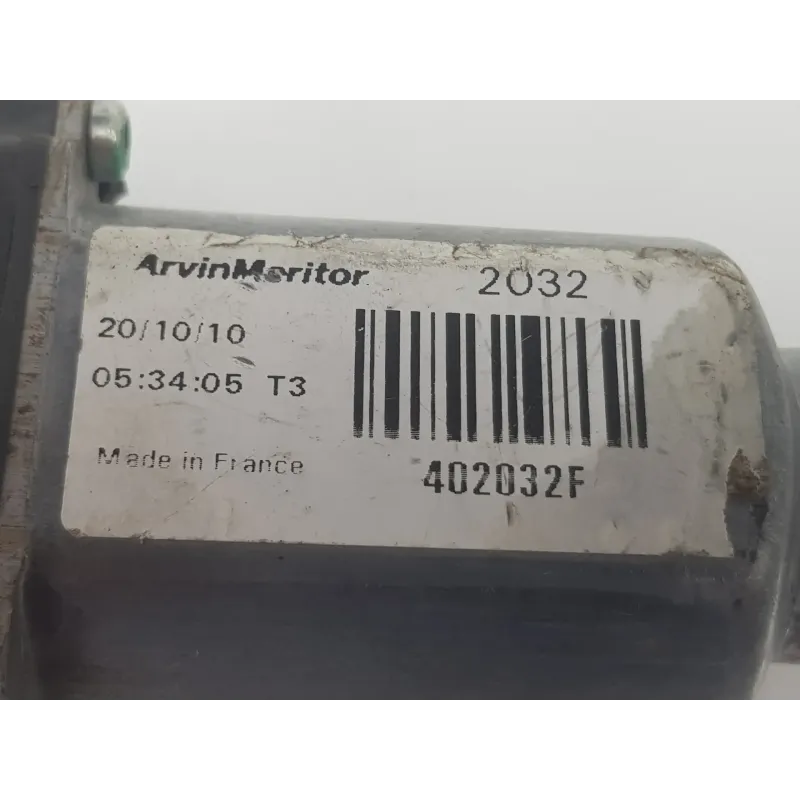 ArvinMeritor 2032
20/10/10
05:34:05 T3
Made in France
402032F